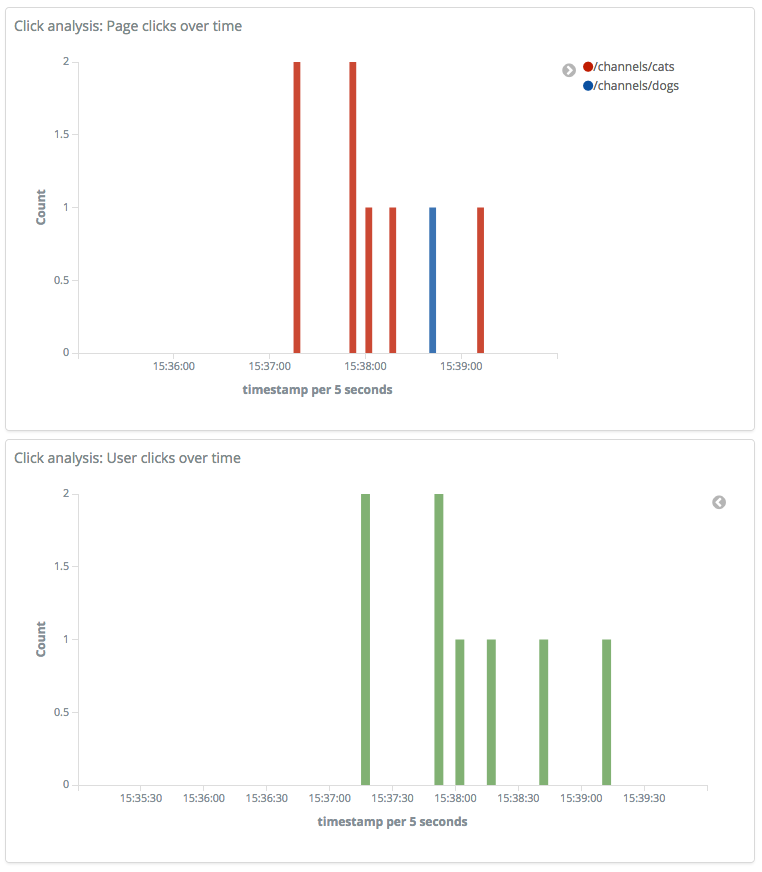 Click analysis: Page clicks over time
2
/channels/cats
/channels/dogs
1.5
Count
1
0.5
0
15:36:00 15:37:00 15:38:00 15:39:00
timestamp per 5 seconds
Click analysis: User clicks over time
2
1.5
Count
1
0.5
0
15:35:30 15:36:00 15:36:30 15:37:00 15:37:30 15:38:00 15:38:30 15:39:00 15:39:30
timestamp per 5 seconds